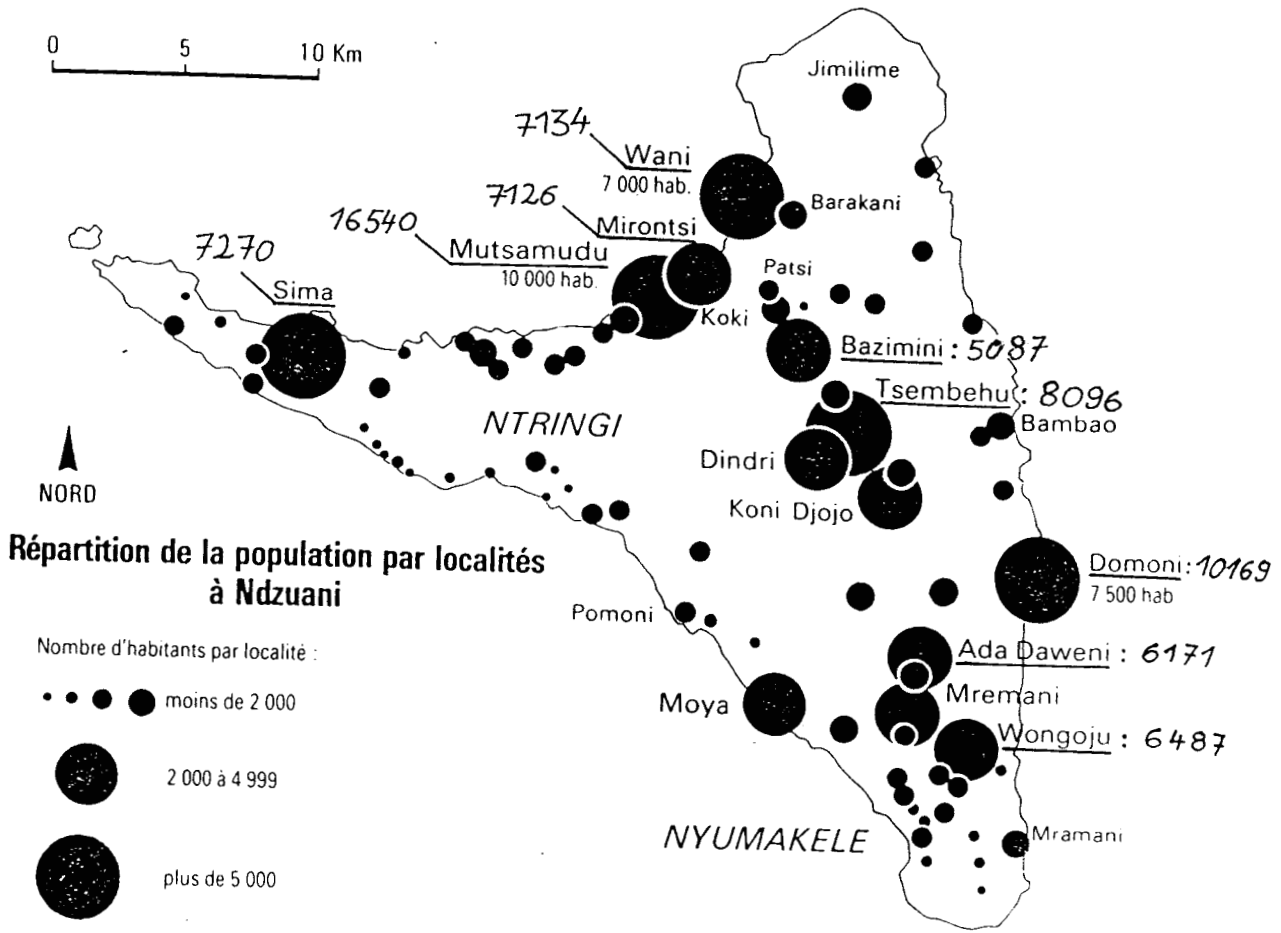 0 5 10 Km
Jimilime
7134
Wani
7 000 hab.
Barakani
7126
Mirontsi
16540
Mutsamudu
10 000 hab.
7270
Sima
Patsi
Koki
Bazimini : 5087
Tsembehu : 8096
Bambao
NTRINGI
Dindri
Koni Djojo
NORD
Répartition de la population par localités
à Ndzuani
Domoni : 10169
7 500 hab
Pomoni
Nombre d'habitants par localité :
moins de 2 000
2 000 à 4 999
plus de 5 000
Ada Daweni : 6171
Mremani
Moya
Wongoju : 6487
NYUMAKELE
Mramani